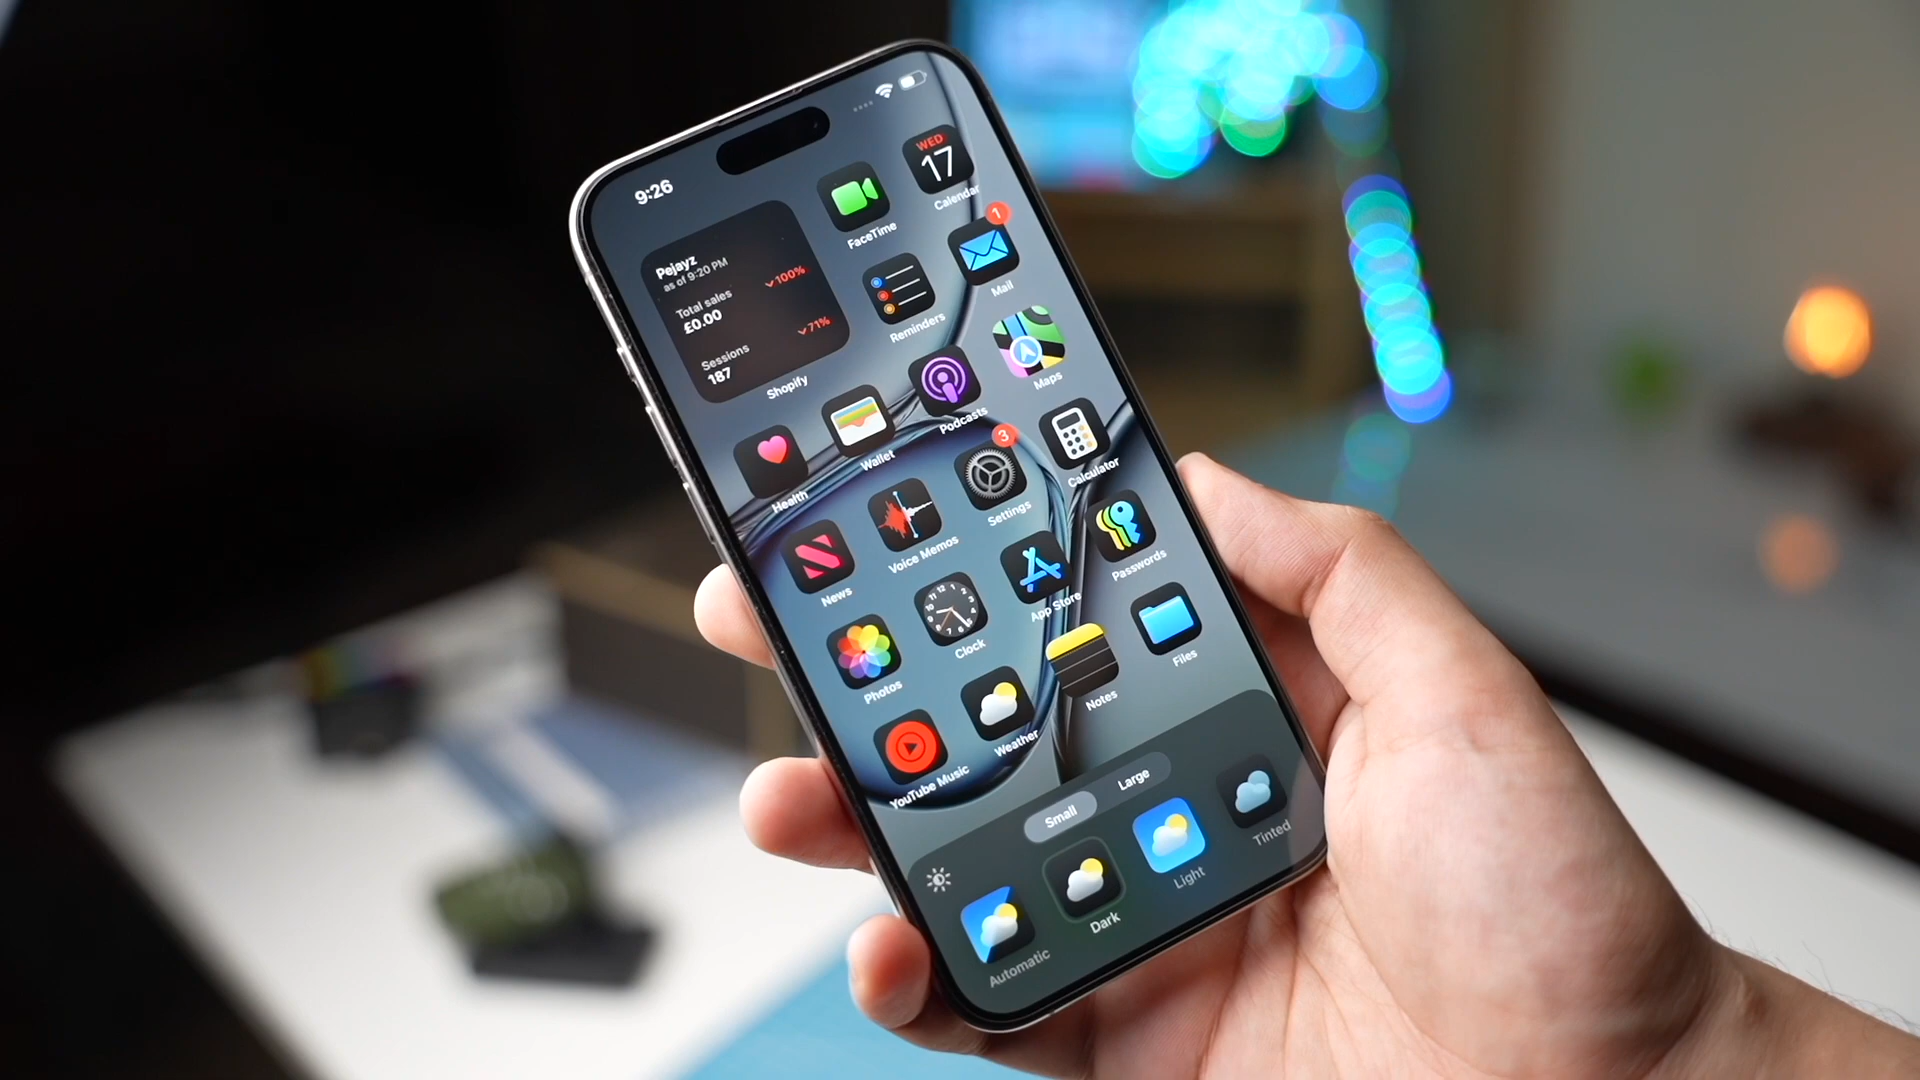 9:26
WED
17
Calendar
FaceTime
Pejayz
as of 9:20 PM
Total sales
100%
£0.00
Sessions
71%
187
Shopify
1
Mail
Reminders
Maps
Podcasts
Wallet
Health
3
Calculator
Settings
Voice Memos
News
Passwords
App Store
Clock
Photos
Files
Notes
Weather
YouTube Music
Small
Large
Automatic
Dark
Light
Tinted